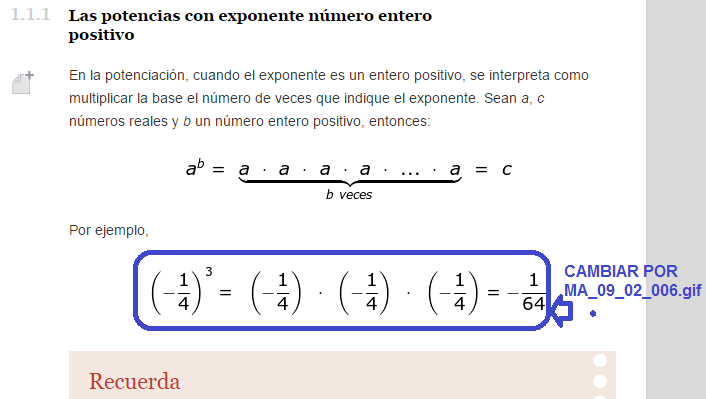 1.1.1 Las potencias con exponente número entero
positivo
En la potenciación, cuando el exponente es un entero positivo, se interpreta como
multiplicar la base el número de veces que indique el exponente. Sean a, c
números reales y b un número entero positivo, entonces:
aᵇ = a · a · a · a · ... · a = c
b veces
Por ejemplo,
(−1/4)³ = (−1/4) · (−1/4) · (−1/4) = −1/64
CAMBIAR POR
MA_09_02_006.gif
Recuerda